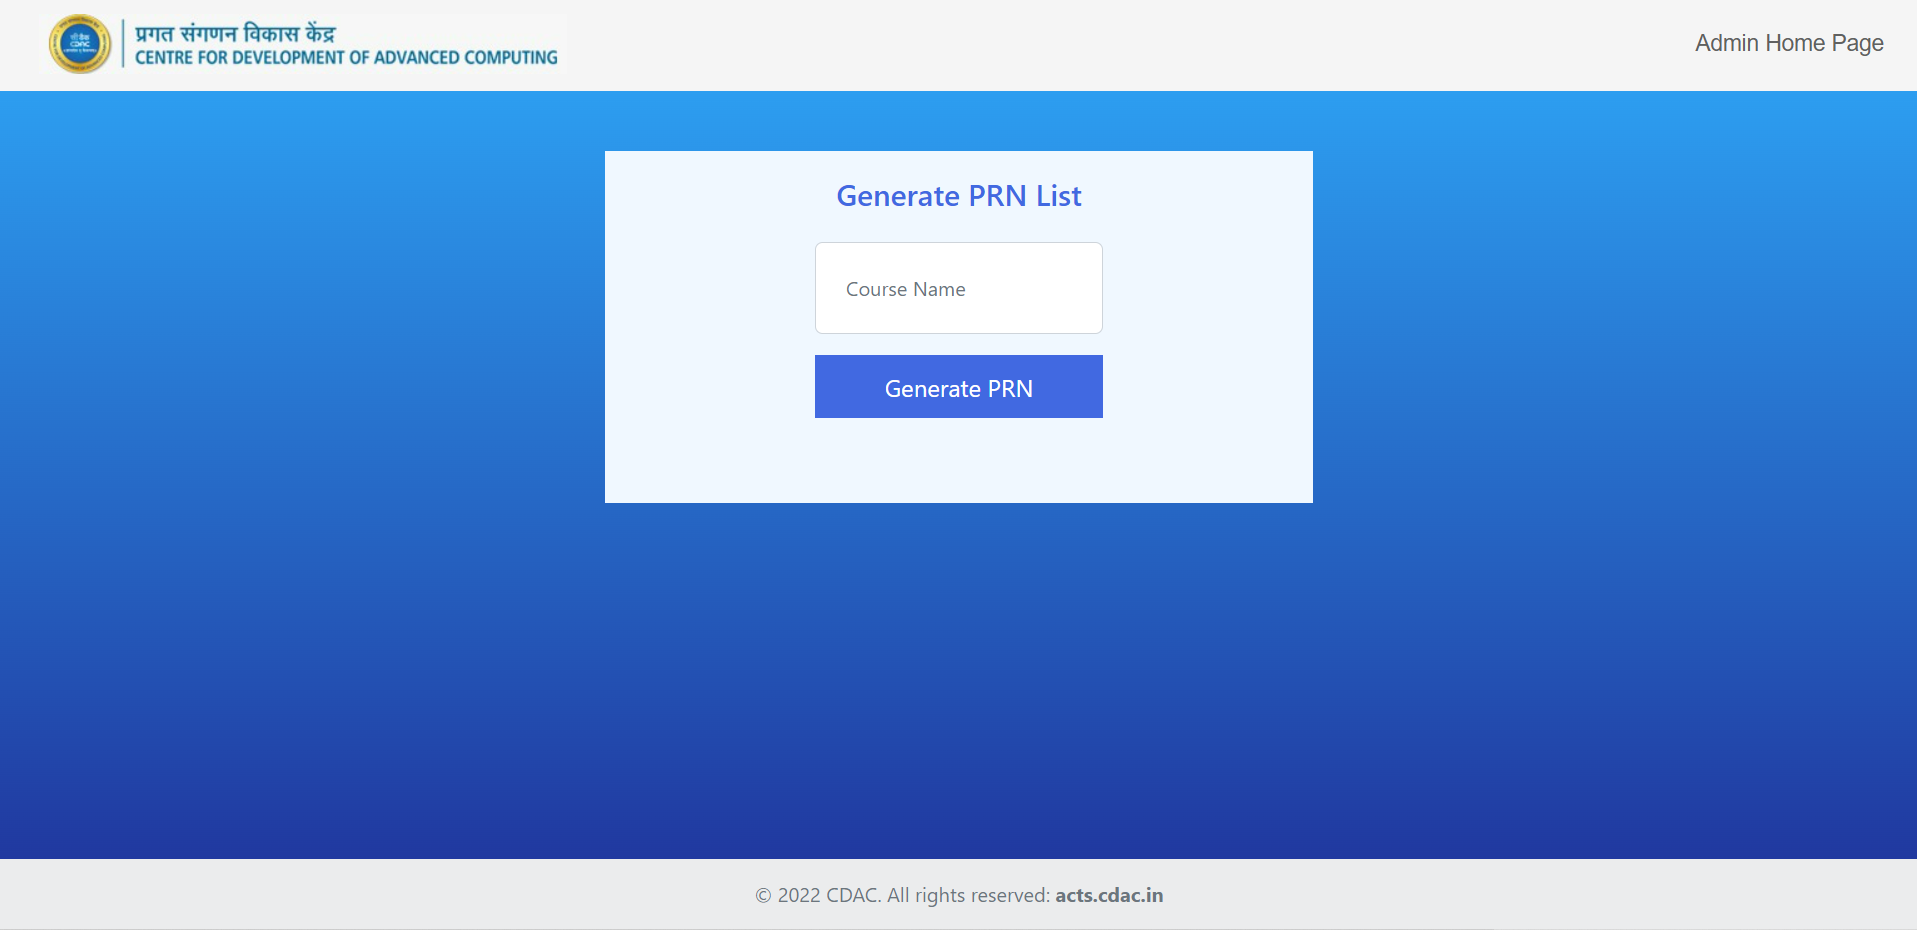 प्रगत संगणन विकास केंद्र
CENTRE FOR DEVELOPMENT OF ADVANCED COMPUTING
Admin Home Page
सी डैक
CDAC
Generate PRN List
Course Name
Generate PRN
© 2022 CDAC. All rights reserved: acts.cdac.in